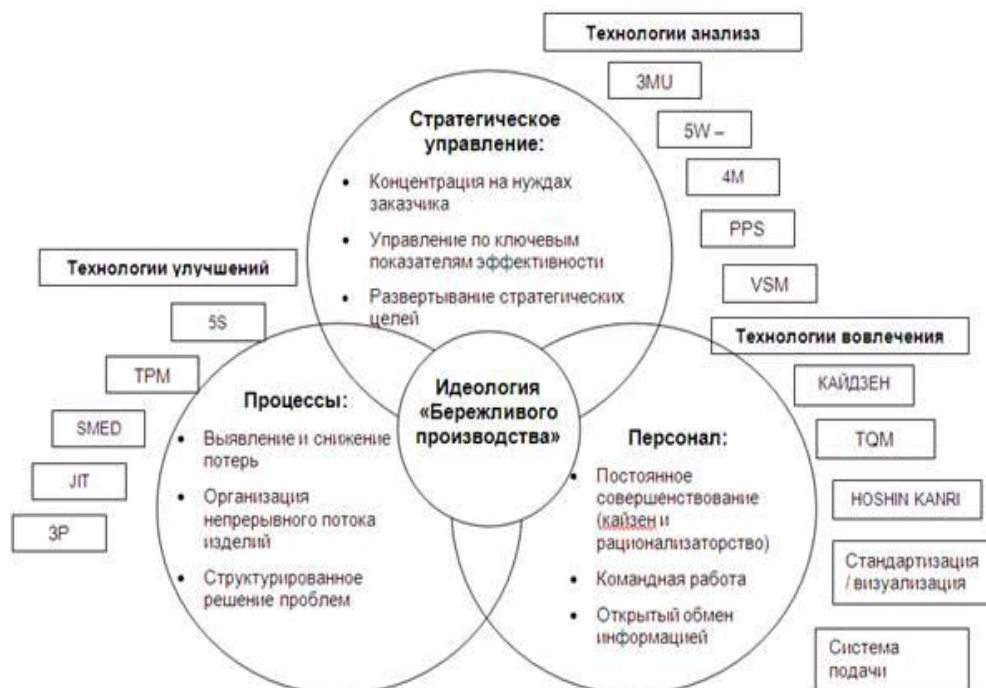 Технологии анализа
3MU
5W –
4M
PPS
VSM
Стратегическое
управление:
• Концентрация на нуждах
заказчика
• Управление по ключевым
показателям эффективности
• Развертывание стратегических
целей
Технологии улучшений
5S
TPM
SMED
JIT
3P
Процессы:
• Выявление и снижение
потерь
• Организация
непрерывного потока
изделий
• Структурированное
решение проблем
Идеология
«Бережливого
производства»
Персонал:
• Постоянное
совершенствование
(кайзен и
рационализаторство)
• Командная работа
• Открытый обмен
информацией
Технологии вовлечения
КАЙДЗЕН
TQM
HOSHIN KANRI
Стандартизация
/ визуализация
Система
подачи